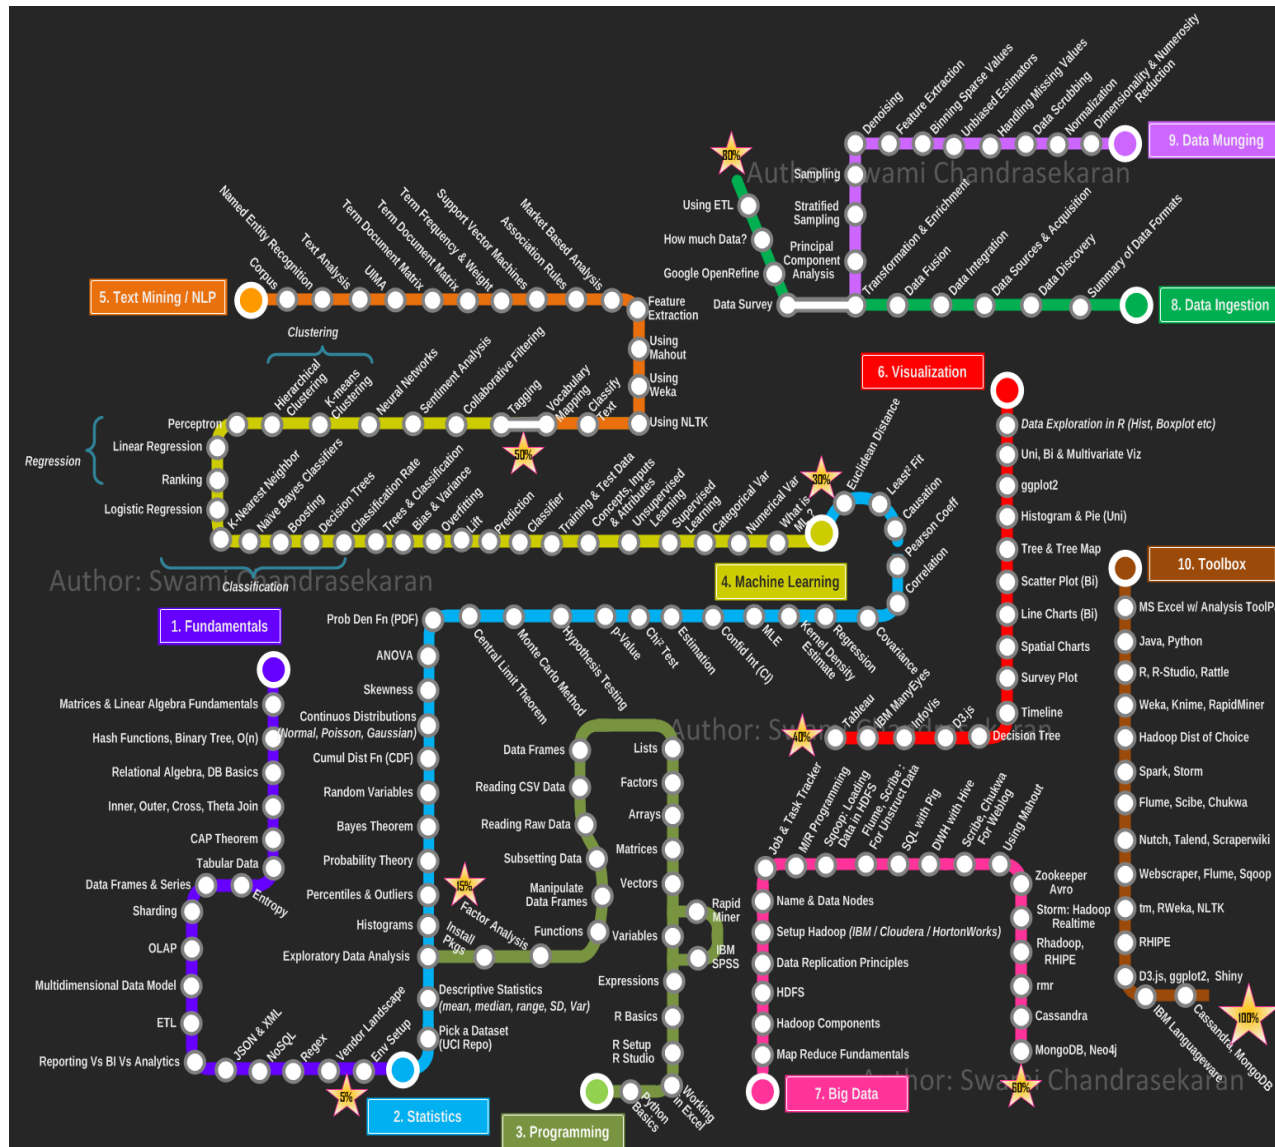 Denoising
Feature Extraction
Binning Sparse Values
Unbiased Estimators
Handling Missing Values
Data Scrubbing
Normalization
Dimensionality & Numerosity
Reduction
9. Data Munging
80%
Author: Swami Chandrasekaran
Sampling
Stratified
Sampling
Principal
Component
Analysis
Using ETL
How much Data?
Google OpenRefine
Data Survey
Transformation & Enrichment
Data Fusion
Data Integration
Data Sources & Acquisition
Data Discovery
Summary of Data Formats
8. Data Ingestion
5. Text Mining / NLP
Corpus
Named Entity
Recognition
Text Analysis
UIMA
Term Document Matrix
Term Document Matrix
Term Frequency & Weight
Support Vector Machines
Association Rules
Market Based Analysis
Feature
Extraction
Using
Mahout
Using
Weka
Using NLTK
Classify
Text
Vocabulary
Mapping
Tagging
50%
Clustering
Collaborative Filtering
Sentiment Analysis
Neural Networks
K-means
Clustering
Hierarchical
Clustering
Perceptron
Linear Regression
Regression
Ranking
Logistic Regression
K-Nearest Neighbor
Naive Bayes Classifiers
Boosting
Decision Trees
Classification Rate
Trees & Classification
Bias & Variance
Overfitting
Lift
Prediction
Classifier
Training & Test Data
Concepts, Inputs
& Attributes
Unsupervised
Learning
Supervised
Learning
Categorical Var
Numerical Var
What is
ML?
30%
Classification
Author: Swami Chandrasekaran
4. Machine Learning
Euclidean Distance
Least² Fit
Causation
Pearson Coeff
Correlation
Covariance
Regression
Kernel Density
Estimate
MLE
Confid Int (CI)
Estimation
Chi² Test
p-Value
Hypothesis Testing
Monte Carlo Method
Central Limit Theorem
Prob Den Fn (PDF)
ANOVA
Skewness
Continuos Distributions
(Normal, Poisson, Gaussian)
Cumul Dist Fn (CDF)
Random Variables
Bayes Theorem
Probability Theory
Percentiles & Outliers
Histograms
Exploratory Data Analysis
Descriptive Statistics
(mean, median, range, SD, Var)
Pick a Dataset
(UCI Repo)
2. Statistics
1. Fundamentals
Matrices & Linear Algebra Fundamentals
Hash Functions, Binary Tree, O(n)
Relational Algebra, DB Basics
Inner, Outer, Cross, Theta Join
CAP Theorem
Tabular Data
Entropy
Data Frames & Series
Sharding
OLAP
Multidimensional Data Model
ETL
Reporting Vs BI Vs Analytics
JSON & XML
NoSQL
Regex
Vendor Landscape
Env Setup
5%
15%
Install
Pkgs
Factor Analysis
Functions
Manipulate
Data Frames
Subsetting Data
Reading Raw Data
Reading CSV Data
Data Frames
Lists
Factors
Arrays
Matrices
Vectors
Rapid
Miner
Variables
IBM
SPSS
Expressions
R Basics
R Setup
R Studio
Working
in Excel
Python
Basics
3. Programming
Author: Swami Chandrasekaran
6. Visualization
Data Exploration in R (Hist, Boxplot etc)
Uni, Bi & Multivariate Viz
ggplot2
Histogram & Pie (Uni)
Tree & Tree Map
Scatter Plot (Bi)
Line Charts (Bi)
Spatial Charts
Survey Plot
Timeline
Decision Tree
D3.js
InfoVis
IBM ManyEyes
Tableau
40%
Job & Task Tracker
M/R Programming
Sqoop: Loading
Data in HDFS
Flume, Scribe :
For Unstruct Data
SQL with Pig
DWH with Hive
Scribe, Chukwa
For Weblog
Using Mahout
Name & Data Nodes
Setup Hadoop (IBM / Cloudera / HortonWorks)
Data Replication Principles
HDFS
Hadoop Components
Map Reduce Fundamentals
7. Big Data
Zookeeper
Avro
Storm: Hadoop
Realtime
Rhadoop,
RHIPE
rmr
Cassandra
MongoDB, Neo4j
60%
Author: Swami Chandrasekaran
10. Toolbox
MS Excel w/ Analysis ToolP
Java, Python
R, R-Studio, Rattle
Weka, Knime, RapidMiner
Hadoop Dist of Choice
Spark, Storm
Flume, Scibe, Chukwa
Nutch, Talend, Scraperwiki
Webscraper, Flume, Sqoop
tm, RWeka, NLTK
RHIPE
D3.js, ggplot2, Shiny
IBM Languageware
Cassandra, MongoDB
100%